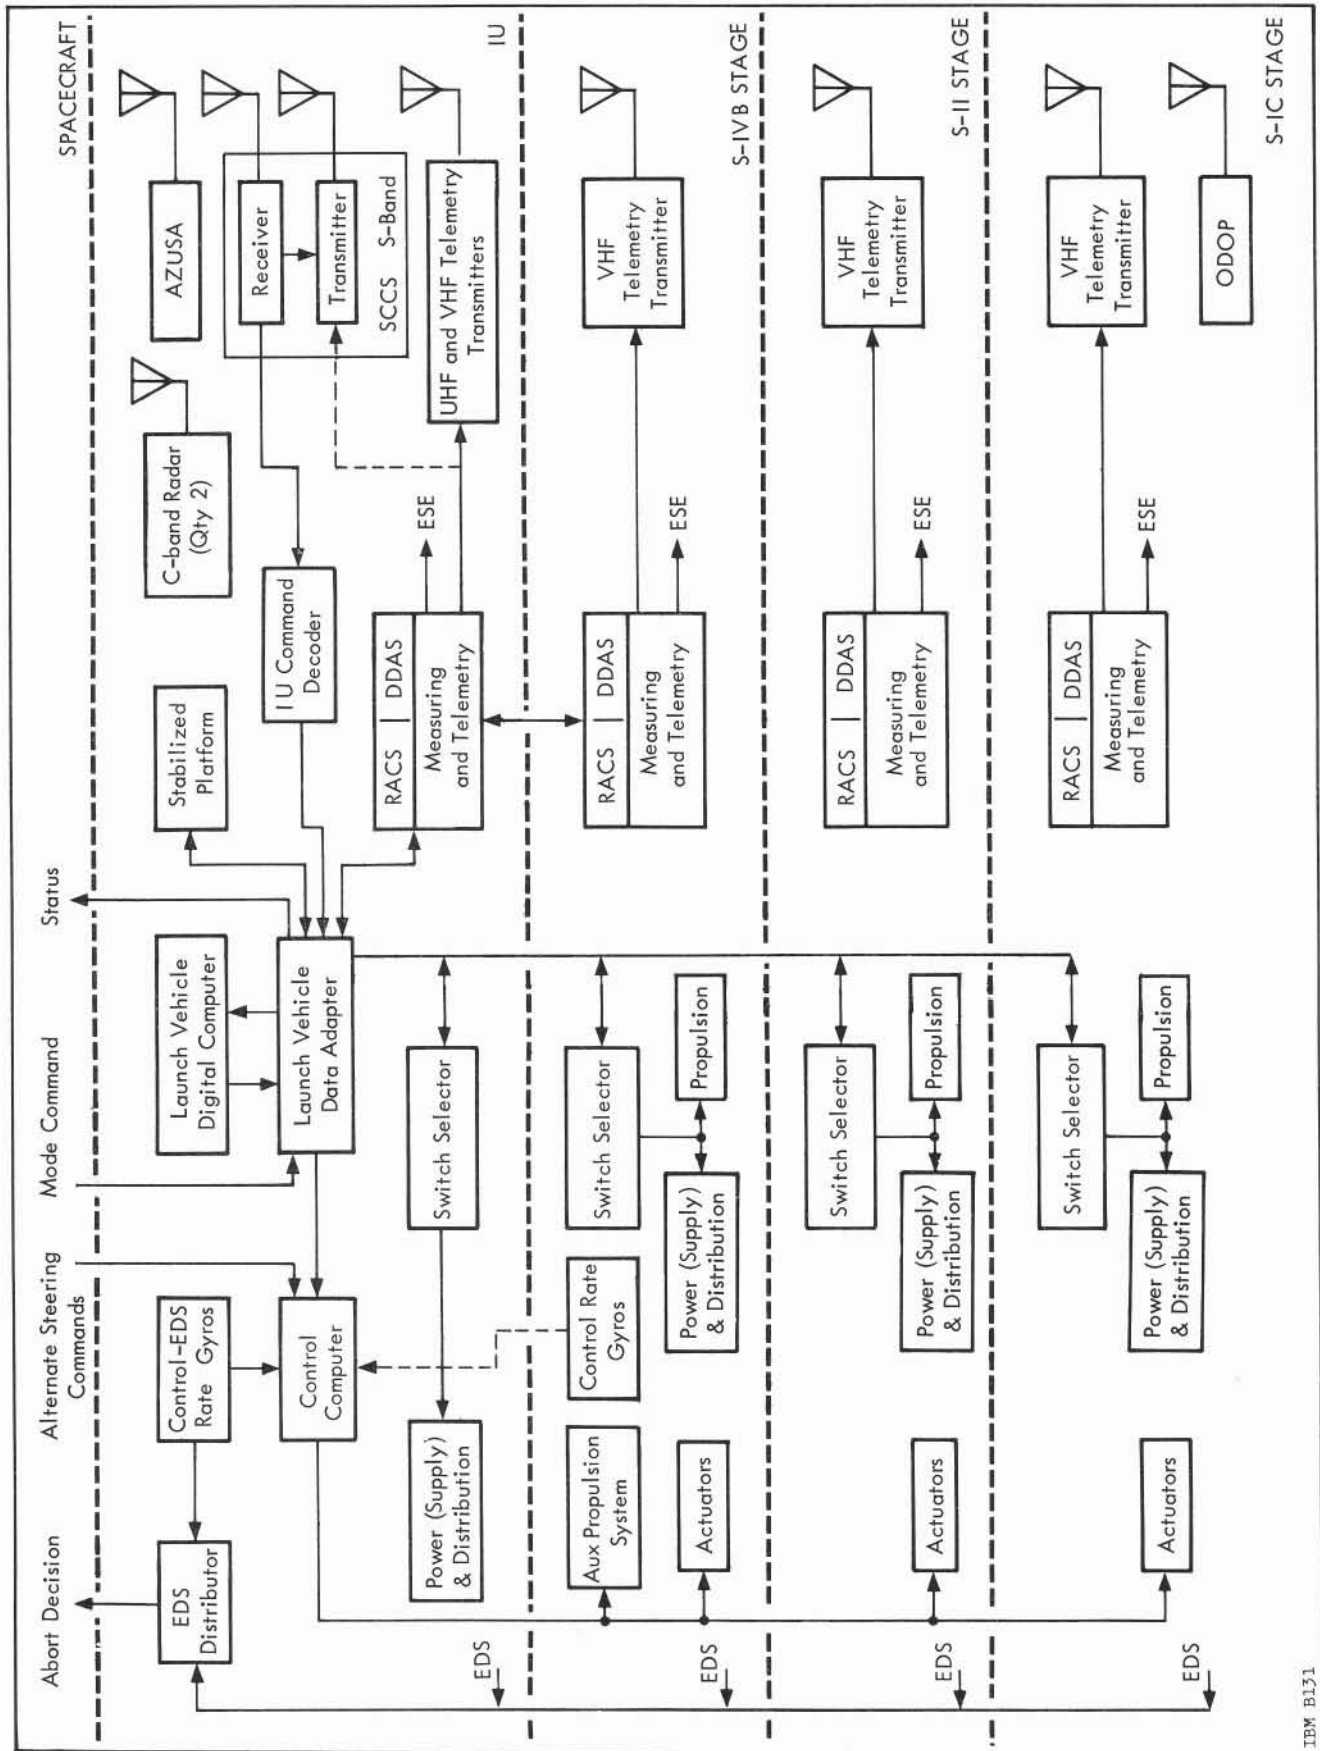 Abort Decision
Alternate Steering
Commands
Mode Command
Status
SPACECRAFT
EDS
Distributor
Control-EDS
Rate Gyros
Launch Vehicle
Digital Computer
Stabilized
Platform
C-band Radar
(Qty 2)
AZUSA
Control
Computer
Launch Vehicle
Data Adapter
IU Command
Decoder
Receiver
Transmitter
SCCS S-Band
Power (Supply)
& Distribution
Switch Selector
RACS | DDAS
Measuring
and Telemetry
ESE
UHF and VHF Telemetry
Transmitters
EDS
IU
Aux Propulsion
System
Control Rate
Gyros
Switch Selector
RACS | DDAS
Measuring
and Telemetry
ESE
VHF
Telemetry
Transmitter
Actuators
Power (Supply)
& Distribution
Propulsion
EDS
S-IVB STAGE
Switch Selector
RACS | DDAS
Measuring
and Telemetry
ESE
VHF
Telemetry
Transmitter
Actuators
Power (Supply)
& Distribution
Propulsion
EDS
S-II STAGE
Switch Selector
RACS | DDAS
Measuring
and Telemetry
ESE
VHF
Telemetry
Transmitter
Actuators
Power (Supply)
& Distribution
Propulsion
ODOP
EDS
S-IC STAGE
IBM B131